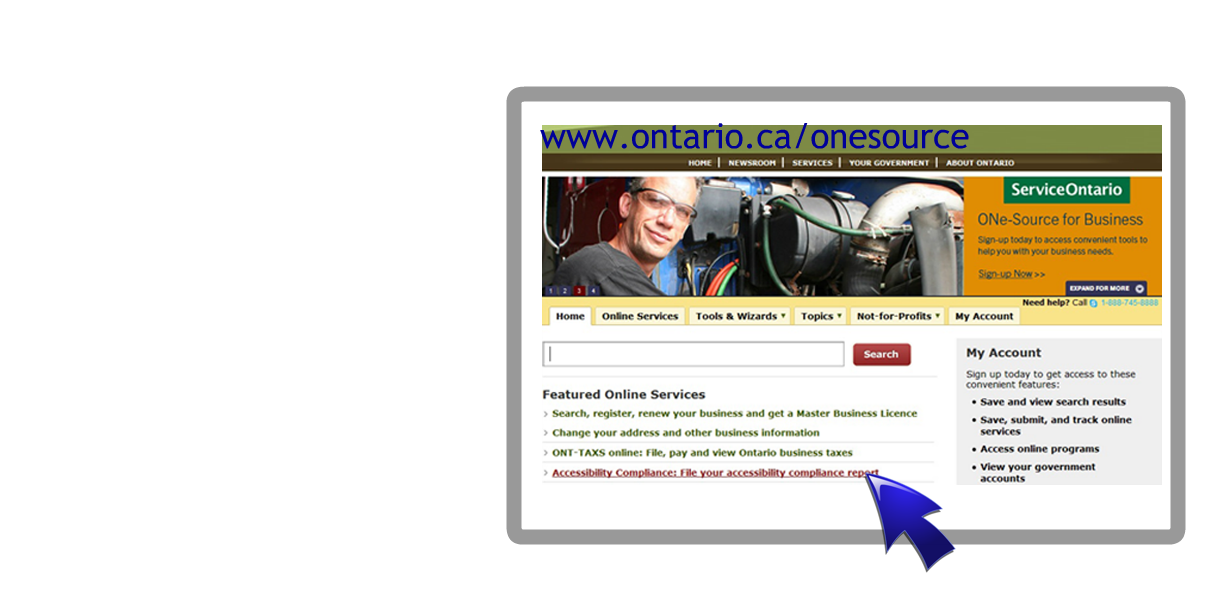 www.ontario.ca/onesource
HOME | NEWSROOM | SERVICES | YOUR GOVERNMENT | ABOUT ONTARIO
ServiceOntario
ONe-Source for Business
Sign-up today to access convenient tools to
help you with your business needs.
Sign-up Now >>
EXPAND FOR MORE
1 2 3 4
Need help? Call 1-888-745-8888
Home Online Services Tools & Wizards Topics Not-for-Profits My Account
Search
Featured Online Services
Search, register, renew your business and get a Master Business Licence
Change your address and other business information
ONT-TAXS online: File, pay and view Ontario business taxes
Accessibility Compliance: File your accessibility compliance report
My Account
Sign up today to get access to these
convenient features:
• Save and view search results
• Save, submit, and track online
services
• Access online programs
• View your government
accounts